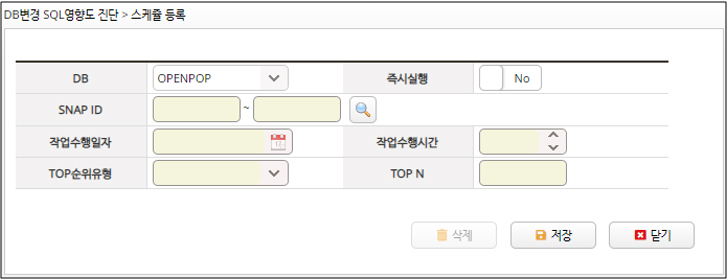 DB변경 SQL영향도 진단 > 스케쥴 등록
DB OPENPOP 즉시실행 No
SNAP ID ~
작업수행일자 작업수행시간
TOP순위유형 TOP N
삭제 저장 닫기